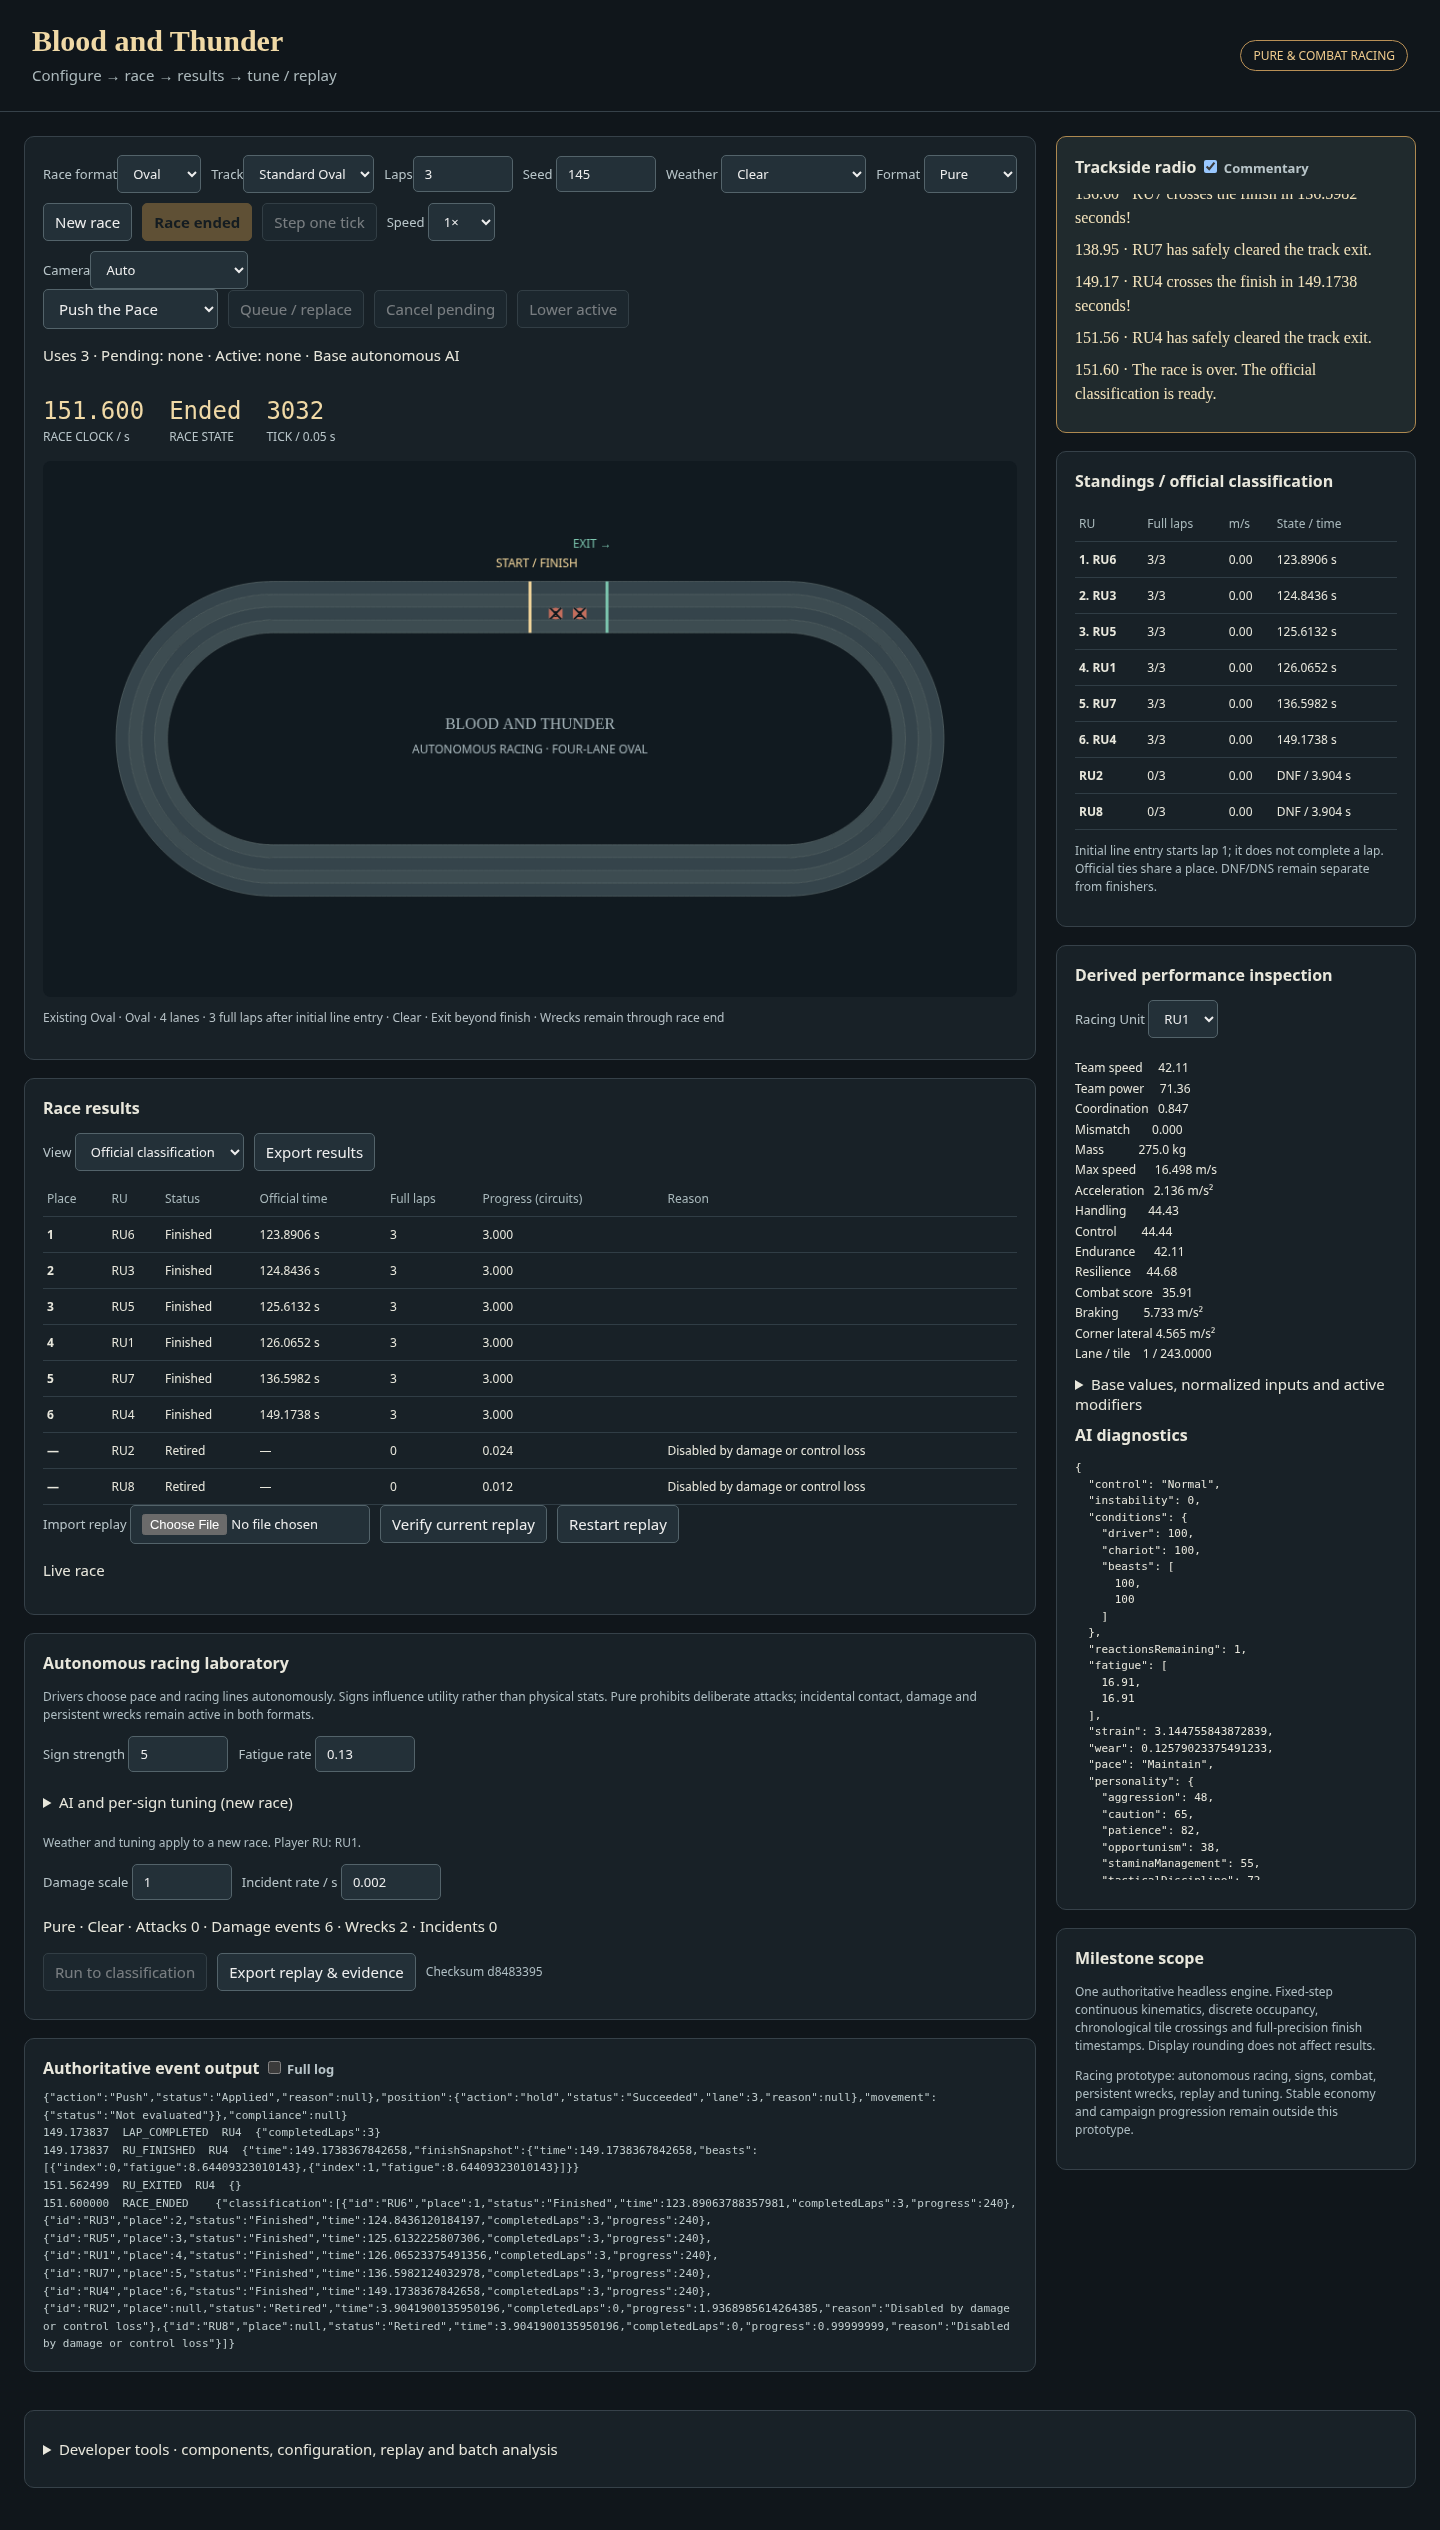 Blood and Thunder
Configure → race → results → tune / replay
PURE & COMBAT RACING
Race format Oval Track Standard Oval Laps 3 Seed 145 Weather Clear Format Pure
New race Race ended Step one tick Speed 1×
Camera Auto
Push the Pace Queue / replace Cancel pending Lower active
Uses 3 · Pending: none · Active: none · Base autonomous AI
151.600 Ended 3032
RACE CLOCK / s RACE STATE TICK / 0.05 s
EXIT →
START / FINISH
BLOOD AND THUNDER
AUTONOMOUS RACING · FOUR-LANE OVAL
Existing Oval · Oval · 4 lanes · 3 full laps after initial line entry · Clear · Exit beyond finish · Wrecks remain through race end
Race results
View Official classification Export results
Place RU Status Official time Full laps Progress (circuits) Reason
1 RU6 Finished 123.8906 s 3 3.000
2 RU3 Finished 124.8436 s 3 3.000
3 RU5 Finished 125.6132 s 3 3.000
4 RU1 Finished 126.0652 s 3 3.000
5 RU7 Finished 136.5982 s 3 3.000
6 RU4 Finished 149.1738 s 3 3.000
— RU2 Retired — 0 0.024 Disabled by damage or control loss
— RU8 Retired — 0 0.012 Disabled by damage or control loss
Import replay Choose File No file chosen Verify current replay Restart replay
Live race
Autonomous racing laboratory
Drivers choose pace and racing lines autonomously. Signs influence utility rather than physical stats. Pure prohibits deliberate attacks; incidental contact, damage and
persistent wrecks remain active in both formats.
Sign strength 5 Fatigue rate 0.13
▶ AI and per-sign tuning (new race)
Weather and tuning apply to a new race. Player RU: RU1.
Damage scale 1 Incident rate / s 0.002
Pure · Clear · Attacks 0 · Damage events 6 · Wrecks 2 · Incidents 0
Run to classification Export replay & evidence Checksum d8483395
Authoritative event output Full log
{"action":"Push","status":"Applied","reason":null},"position":{"action":"hold","status":"Succeeded","lane":3,"reason":null},"movement":
{"status":"Not evaluated"}},"compliance":null}
149.173837 LAP_COMPLETED RU4 {"completedLaps":3}
149.173837 RU_FINISHED RU4 {"time":149.1738367842658,"finishSnapshot":{"time":149.1738367842658,"beasts":
[{"index":0,"fatigue":8.64409323010143},{"index":1,"fatigue":8.64409323010143}]}}
151.562499 RU_EXITED RU4 {}
151.600000 RACE_ENDED {"classification":[{"id":"RU6","place":1,"status":"Finished","time":123.89063788357981,"completedLaps":3,"progress":240},
{"id":"RU3","place":2,"status":"Finished","time":124.8436120184197,"completedLaps":3,"progress":240},
{"id":"RU5","place":3,"status":"Finished","time":125.6132225807306,"completedLaps":3,"progress":240},
{"id":"RU1","place":4,"status":"Finished","time":126.06523375491356,"completedLaps":3,"progress":240},
{"id":"RU7","place":5,"status":"Finished","time":136.5982124032978,"completedLaps":3,"progress":240},
{"id":"RU4","place":6,"status":"Finished","time":149.1738367842658,"completedLaps":3,"progress":240},
{"id":"RU2","place":null,"status":"Retired","time":3.9041900135950196,"completedLaps":0,"progress":1.9368985614264385,"reason":"Disabled by damage
or control loss"},{"id":"RU8","place":null,"status":"Retired","time":3.9041900135950196,"completedLaps":0,"progress":0.99999999,"reason":"Disabled
by damage or control loss"}]}
Trackside radio Commentary
136.60 · RU7 crosses the finish in 136.5982
seconds!
138.95 · RU7 has safely cleared the track exit.
149.17 · RU4 crosses the finish in 149.1738
seconds!
151.56 · RU4 has safely cleared the track exit.
151.60 · The race is over. The official
classification is ready.
Standings / official classification
RU Full laps m/s State / time
1. RU6 3/3 0.00 123.8906 s
2. RU3 3/3 0.00 124.8436 s
3. RU5 3/3 0.00 125.6132 s
4. RU1 3/3 0.00 126.0652 s
5. RU7 3/3 0.00 136.5982 s
6. RU4 3/3 0.00 149.1738 s
RU2 0/3 0.00 DNF / 3.904 s
RU8 0/3 0.00 DNF / 3.904 s
Initial line entry starts lap 1; it does not complete a lap.
Official ties share a place. DNF/DNS remain separate
from finishers.
Derived performance inspection
Racing Unit RU1
Team speed 42.11
Team power 71.36
Coordination 0.847
Mismatch 0.000
Mass 275.0 kg
Max speed 16.498 m/s
Acceleration 2.136 m/s²
Handling 44.43
Control 44.44
Endurance 42.11
Resilience 44.68
Combat score 35.91
Braking 5.733 m/s²
Corner lateral 4.565 m/s²
Lane / tile 1 / 243.0000
▶ Base values, normalized inputs and active
modifiers
AI diagnostics
{
"control": "Normal",
"instability": 0,
"conditions": {
"driver": 100,
"chariot": 100,
"beasts": [
100,
100
]
},
"reactionsRemaining": 1,
"fatigue": [
16.91,
16.91
],
"strain": 3.144755843872839,
"wear": 0.12579023375491233,
"pace": "Maintain",
"personality": {
"aggression": 48,
"caution": 65,
"patience": 82,
"opportunism": 38,
"staminaManagement": 55,
"tacticalDiscipline": 72
Milestone scope
One authoritative headless engine. Fixed-step
continuous kinematics, discrete occupancy,
chronological tile crossings and full-precision finish
timestamps. Display rounding does not affect results.
Racing prototype: autonomous racing, signs, combat,
persistent wrecks, replay and tuning. Stable economy
and campaign progression remain outside this
prototype.
▶ Developer tools · components, configuration, replay and batch analysis